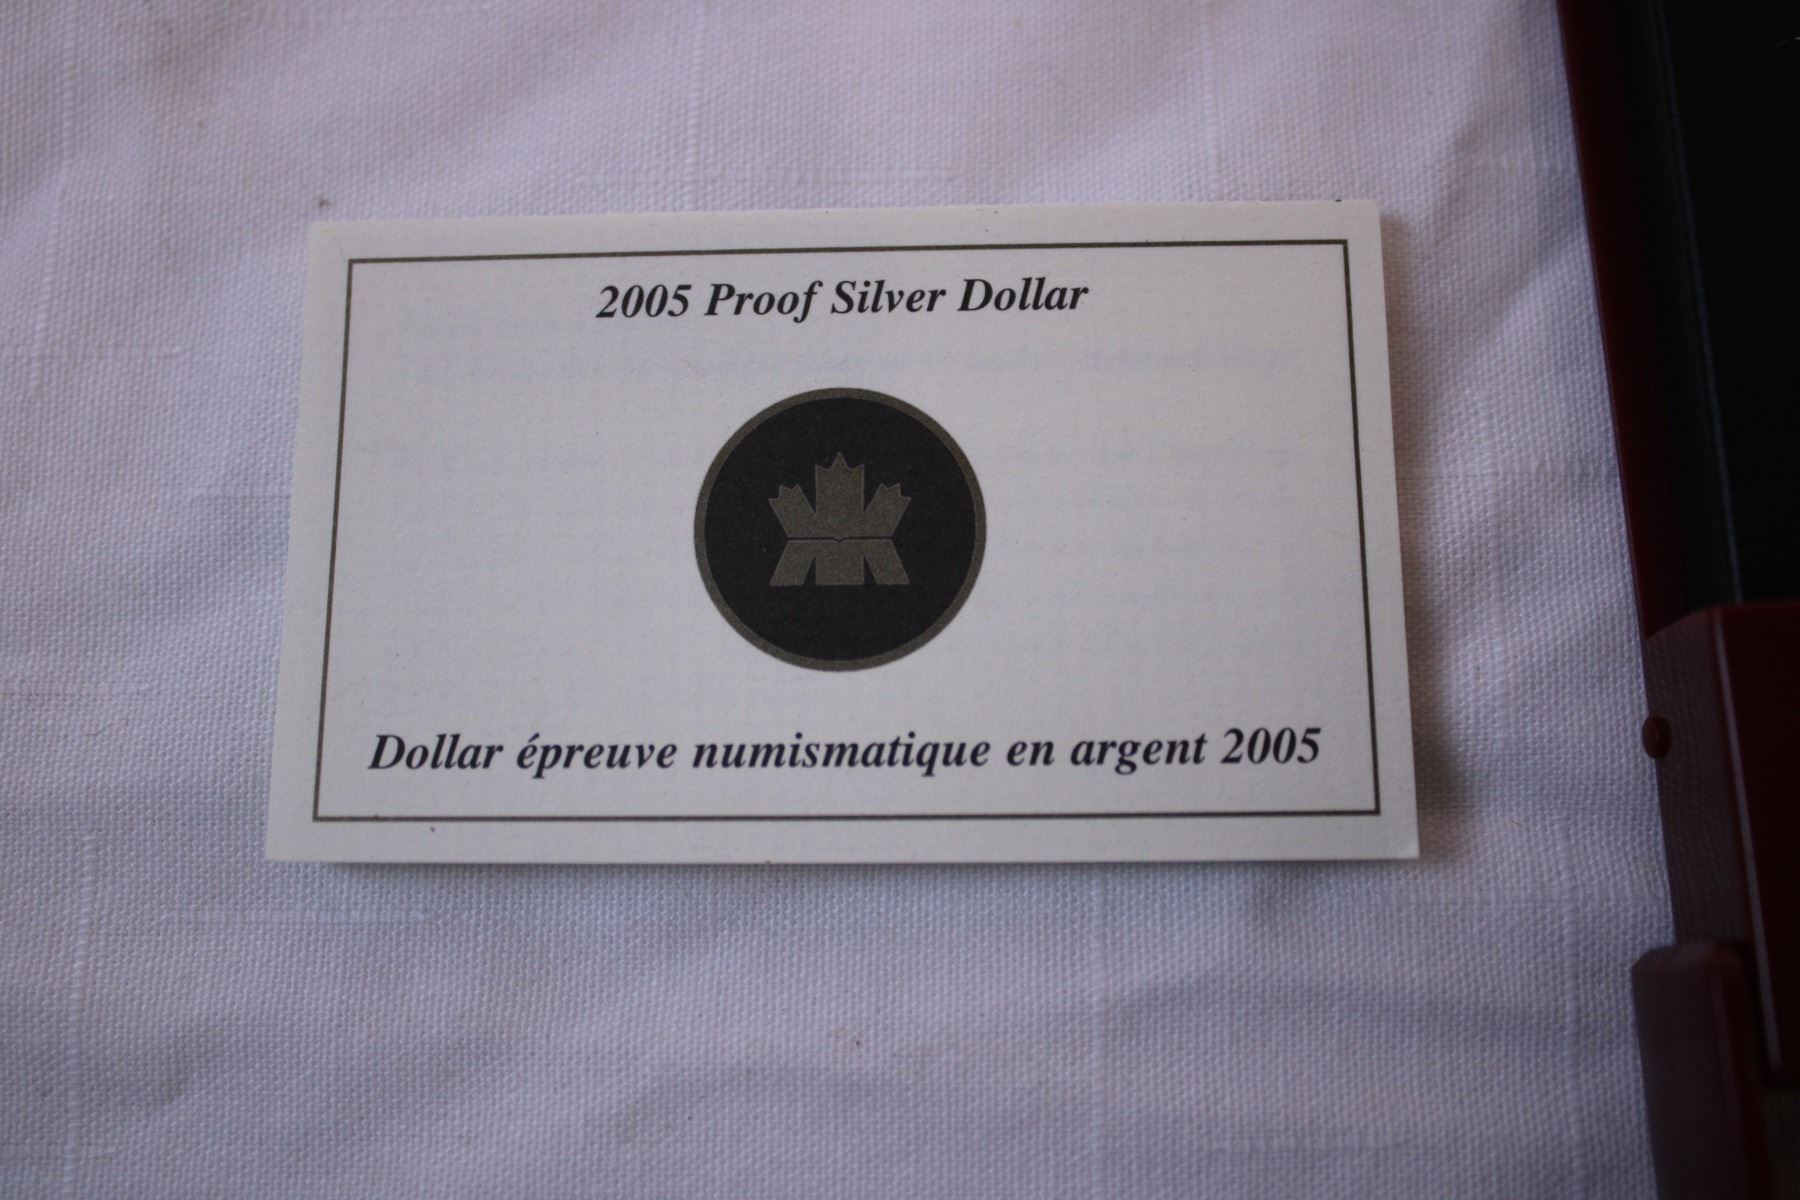 2005 Proof Silver Dollar
Dollar épreuve numismatique en argent 2005